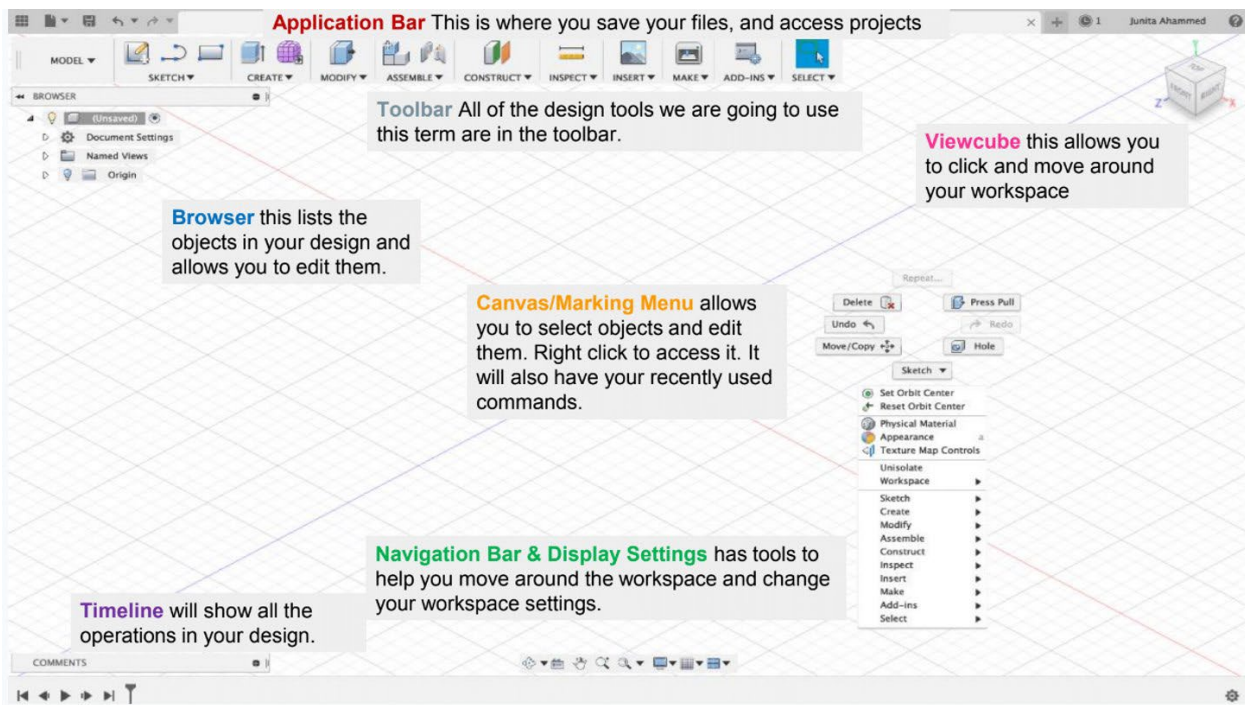 Application Bar This is where you save your files, and access projects
1
Junita Ahammed
MODEL
SKETCH
CREATE
MODIFY
ASSEMBLE
CONSTRUCT
INSPECT
INSERT
MAKE
ADD-INS
SELECT
BROWSER
(Unsaved)
Document Settings
Named Views
Origin
Toolbar All of the design tools we are going to use
this term are in the toolbar.
TOP
FRONT
RIGHT
Y
Z
X
Viewcube this allows you
to click and move around
your workspace
Browser this lists the
objects in your design and
allows you to edit them.
Canvas/Marking Menu allows
you to select objects and edit
them. Right click to access it. It
will also have your recently used
commands.
Repeat...
Delete
Press Pull
Undo
Redo
Move/Copy
Hole
Sketch
Set Orbit Center
Reset Orbit Center
Physical Material
Appearance a
Texture Map Controls
Unisolate
Workspace
Sketch
Create
Modify
Assemble
Construct
Inspect
Insert
Make
Add-ins
Select
Navigation Bar & Display Settings has tools to
help you move around the workspace and change
your workspace settings.
Timeline will show all the
operations in your design.
COMMENTS